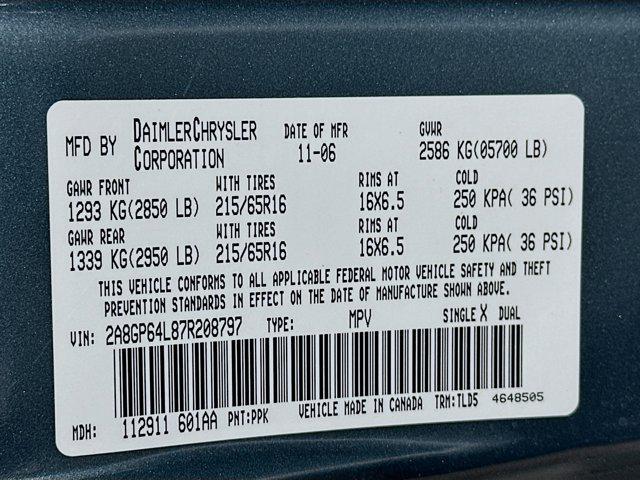 MFD BY DAIMLERCHRYSLER CORPORATION DATE OF MFR 11-06 GVWR 2586 KG(05700 LB)
GAWR FRONT WITH TIRES RIMS AT COLD
1293 KG(2850 LB) 215/65R16 16X6.5 250 KPA( 36 PSI)
GAWR REAR WITH TIRES RIMS AT COLD
1339 KG(2950 LB) 215/65R16 16X6.5 250 KPA( 36 PSI)
THIS VEHICLE CONFORMS TO ALL APPLICABLE FEDERAL MOTOR VEHICLE SAFETY AND THEFT
PREVENTION STANDARDS IN EFFECT ON THE DATE OF MANUFACTURE SHOWN ABOVE.
VIN: 2A8GP64L87R208797 TYPE: MPV SINGLE X DUAL
MDH: 112911 601AA PNT:PPK VEHICLE MADE IN CANADA TRM:TLD5 4648505